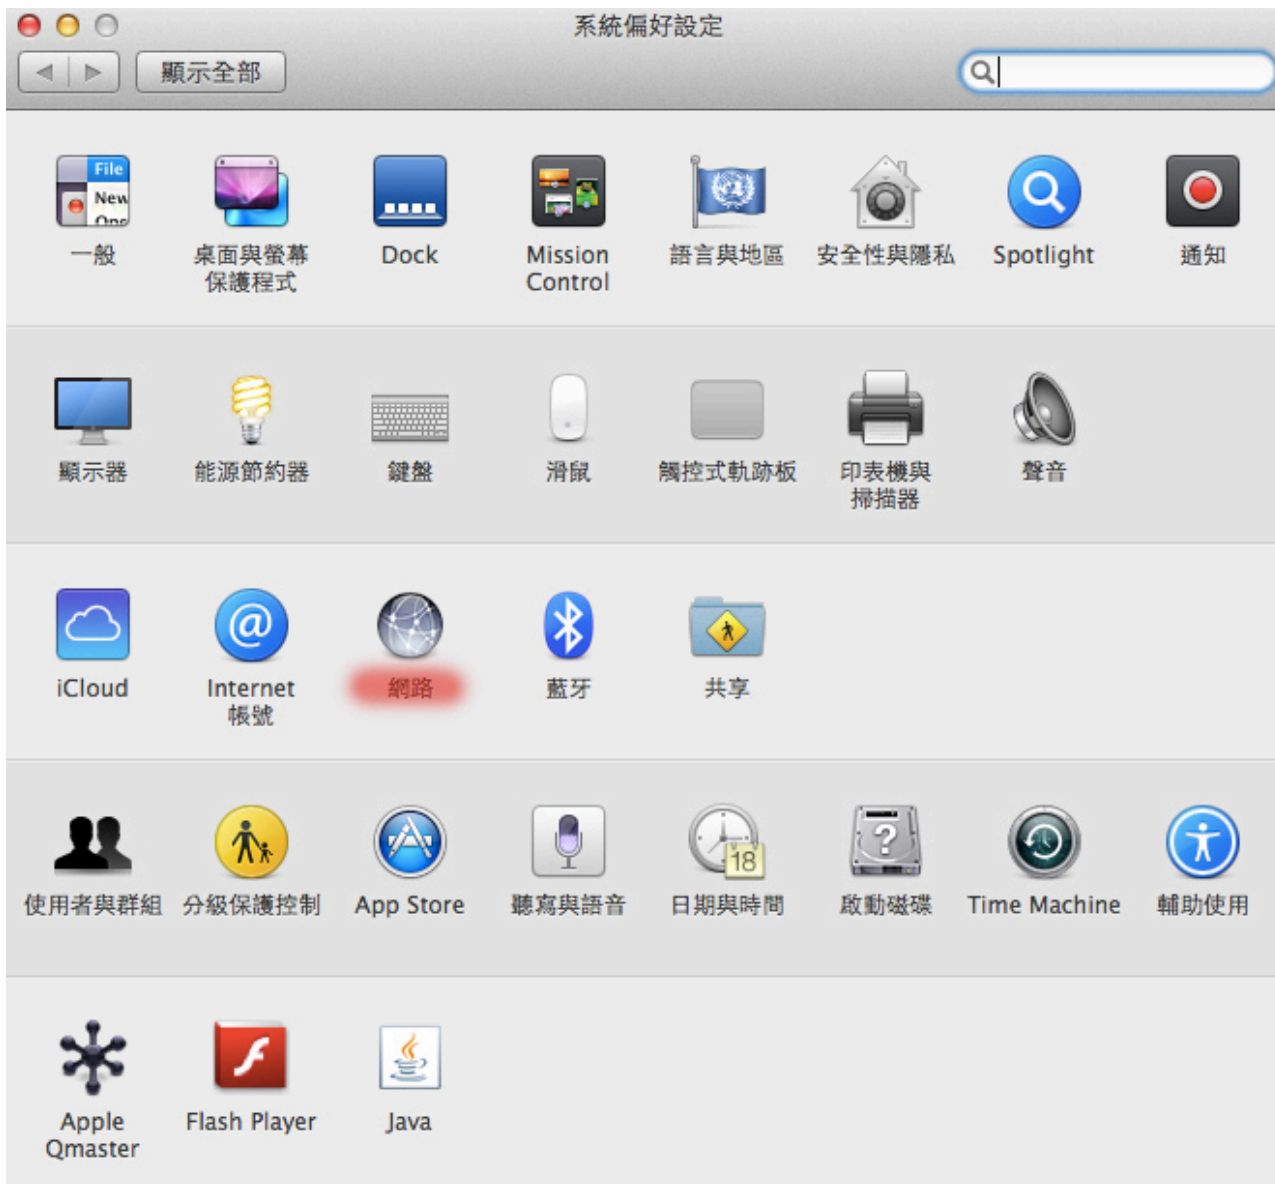 系統偏好設定
顯示全部
File
New
一般
桌面與螢幕
保護程式
Dock
Mission
Control
語言與地區
安全性與隱私
Spotlight
通知
顯示器
能源節約器
鍵盤
滑鼠
觸控式軌跡板
印表機與
掃描器
聲音
iCloud
Internet
帳號
網路
藍牙
共享
使用者與群組
分級保護控制
App Store
聽寫與語音
18
日期與時間
?
啟動磁碟
Time Machine
輔助使用
Apple
Qmaster
Flash Player
Java